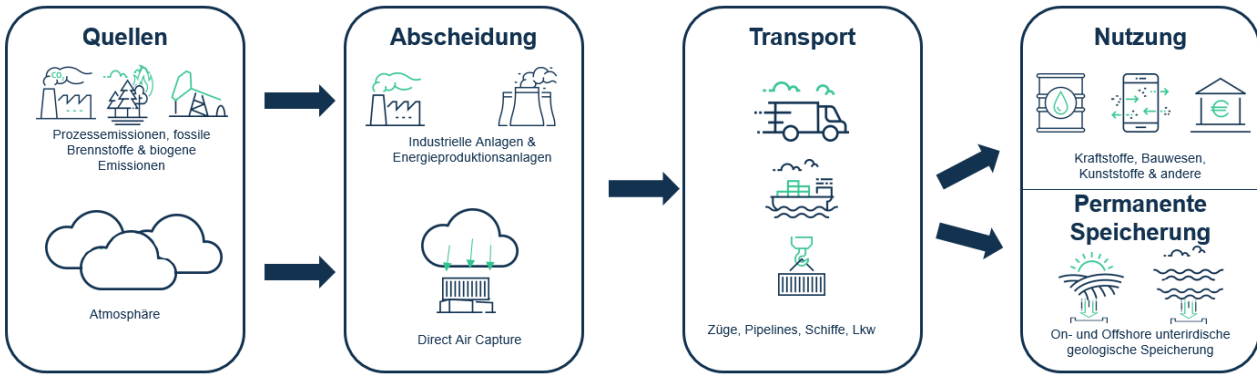 Quellen
CO₂
Prozessemissionen, fossile
Brennstoffe & biogene
Emissionen
Atmosphäre
Abscheidung
Industrielle Anlagen &
Energieproduktionsanlagen
Direct Air Capture
Transport
Züge, Pipelines, Schiffe, Lkw
Nutzung
€
Kraftstoffe, Bauwesen,
Kunststoffe & andere
Permanente
Speicherung
On- und Offshore unterirdische
geologische Speicherung